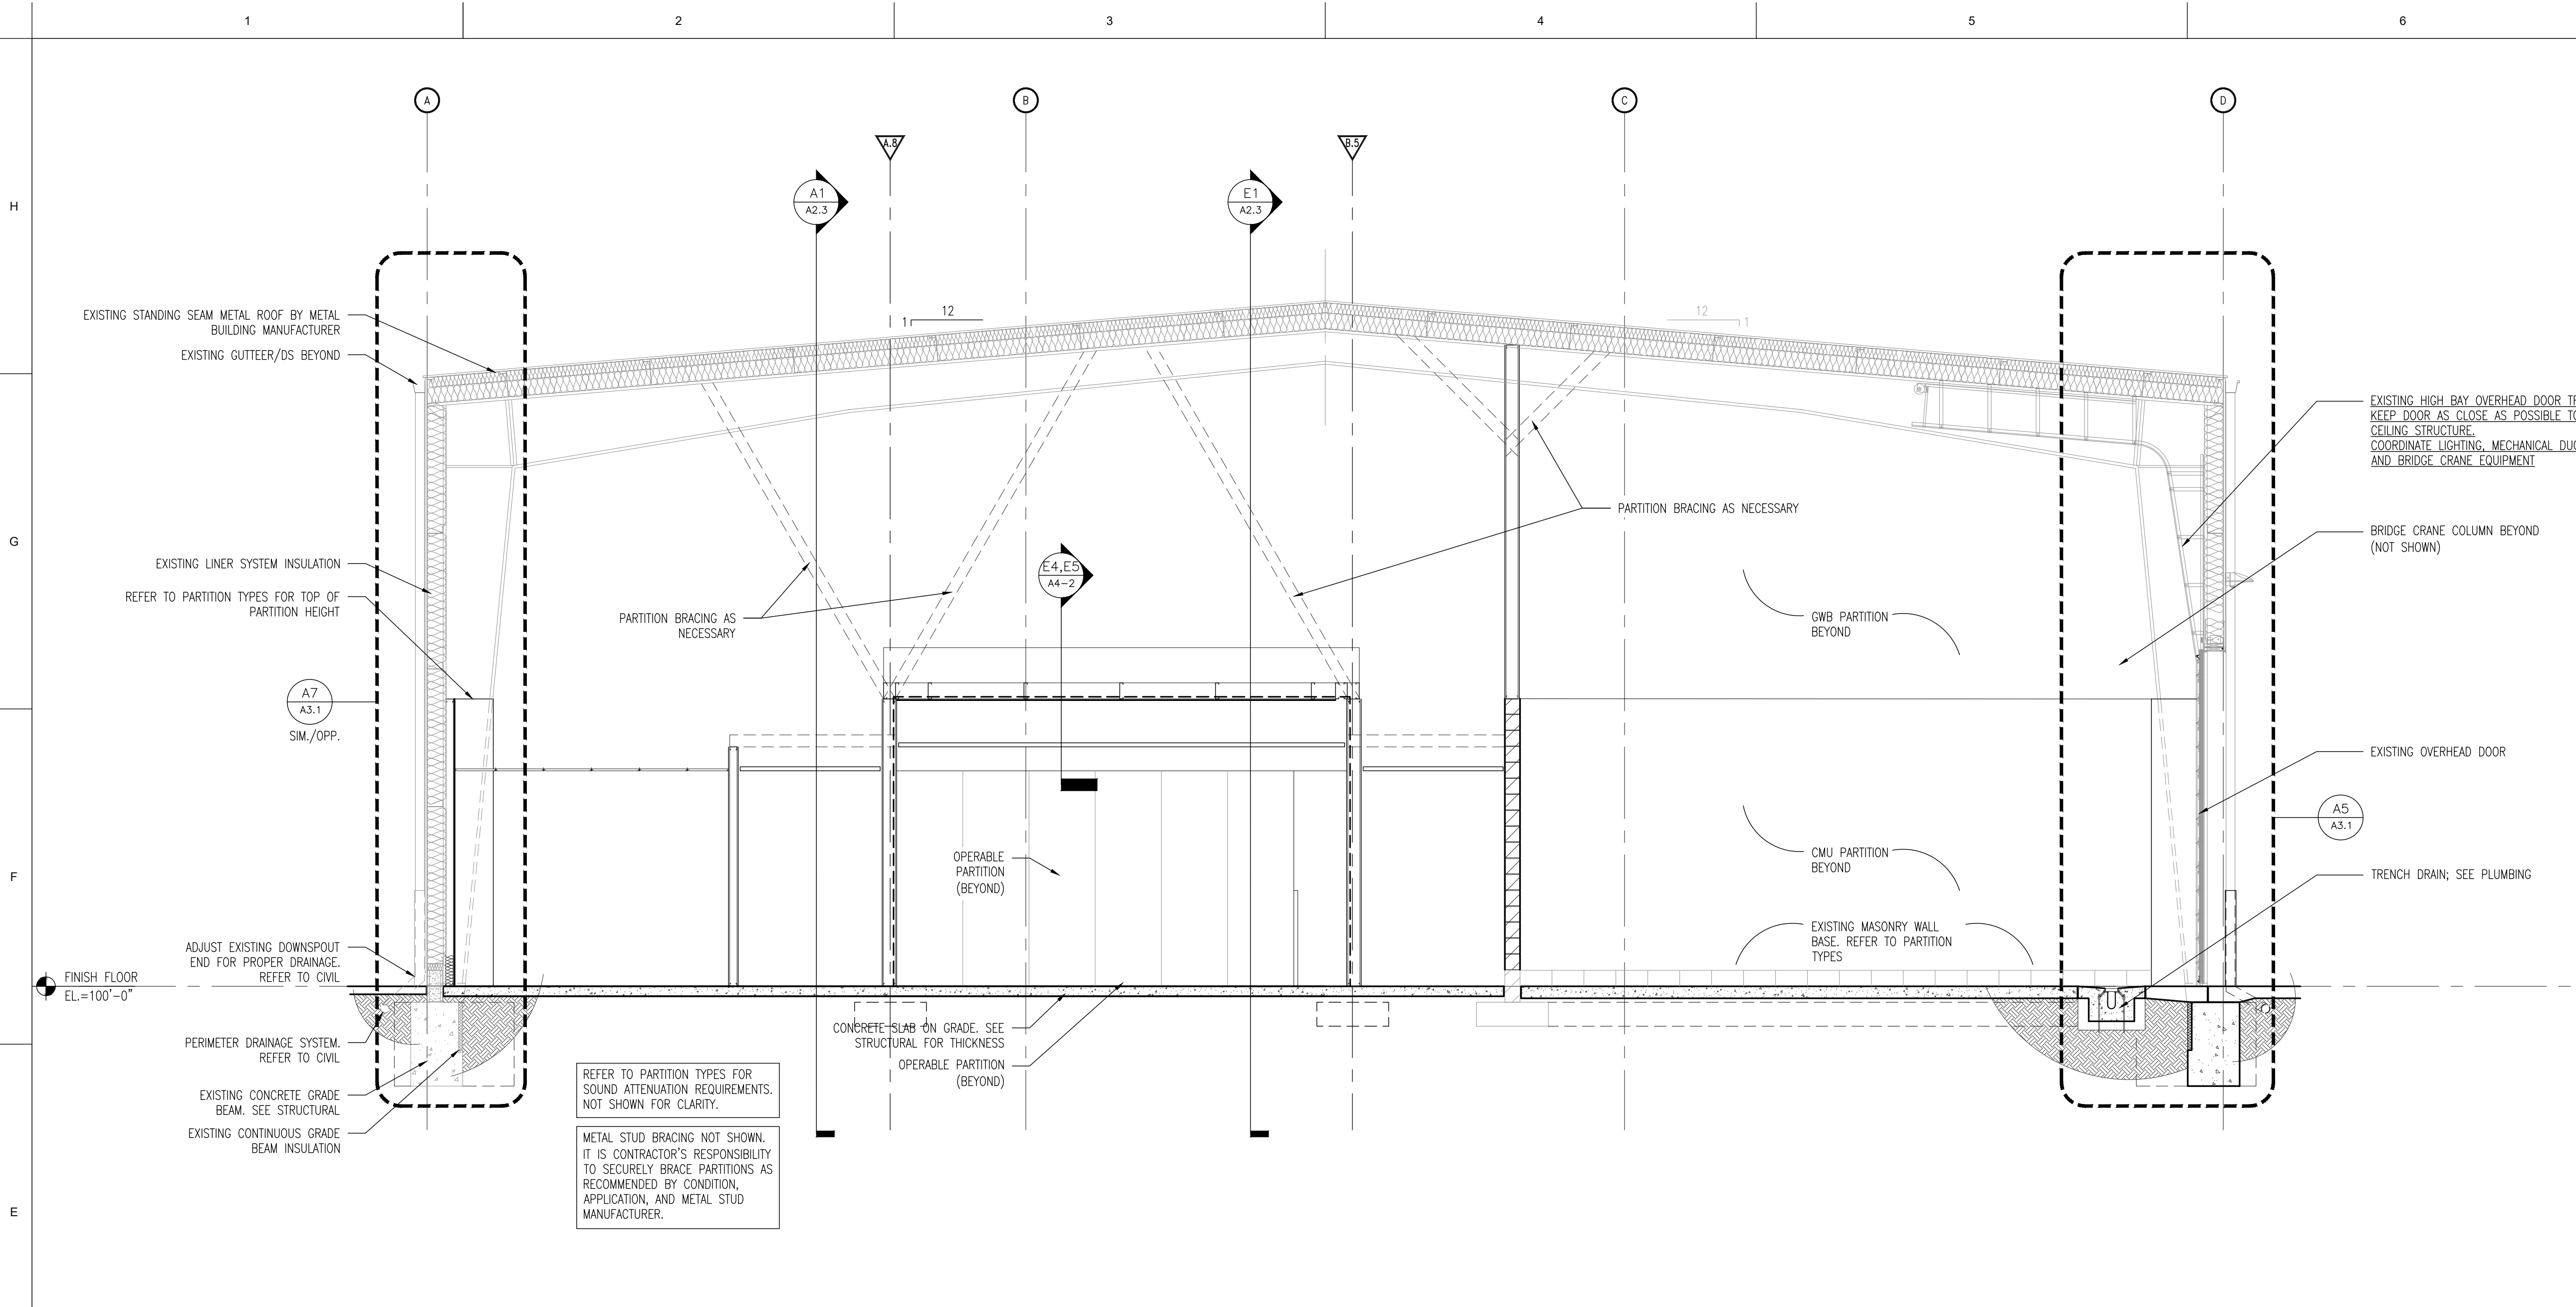 1
2
3
4
5
6
H
G
F
E
A
B
C
D
A.8
B.5
A1
A2.3
E1
A2.3
12
1
12
1
EXISTING STANDING SEAM METAL ROOF BY METAL
BUILDING MANUFACTURER
EXISTING GUTTEER/DS BEYOND
EXISTING LINER SYSTEM INSULATION
REFER TO PARTITION TYPES FOR TOP OF
PARTITION HEIGHT
A7
A3.1
SIM./OPP.
ADJUST EXISTING DOWNSPOUT
END FOR PROPER DRAINAGE.
REFER TO CIVIL
FINISH FLOOR
EL.=100'-0"
PERIMETER DRAINAGE SYSTEM.
REFER TO CIVIL
EXISTING CONCRETE GRADE
BEAM. SEE STRUCTURAL
EXISTING CONTINUOUS GRADE
BEAM INSULATION
PARTITION BRACING AS
NECESSARY
E4,E5
A4-2
OPERABLE
PARTITION
(BEYOND)
CONCRETE SLAB ON GRADE. SEE
STRUCTURAL FOR THICKNESS
OPERABLE PARTITION
(BEYOND)
REFER TO PARTITION TYPES FOR
SOUND ATTENUATION REQUIREMENTS.
NOT SHOWN FOR CLARITY.
METAL STUD BRACING NOT SHOWN.
IT IS CONTRACTOR'S RESPONSIBILITY
TO SECURELY BRACE PARTITIONS AS
RECOMMENDED BY CONDITION,
APPLICATION, AND METAL STUD
MANUFACTURER.
PARTITION BRACING AS NECESSARY
GWB PARTITION
BEYOND
CMU PARTITION
BEYOND
EXISTING MASONRY WALL
BASE. REFER TO PARTITION
TYPES
EXISTING HIGH BAY OVERHEAD DOOR
KEEP DOOR AS CLOSE AS POSSIBLE TO
CEILING STRUCTURE.
COORDINATE LIGHTING, MECHANICAL
AND BRIDGE CRANE EQUIPMENT
BRIDGE CRANE COLUMN BEYOND
(NOT SHOWN)
EXISTING OVERHEAD DOOR
A5
A3.1
TRENCH DRAIN; SEE PLUMBING